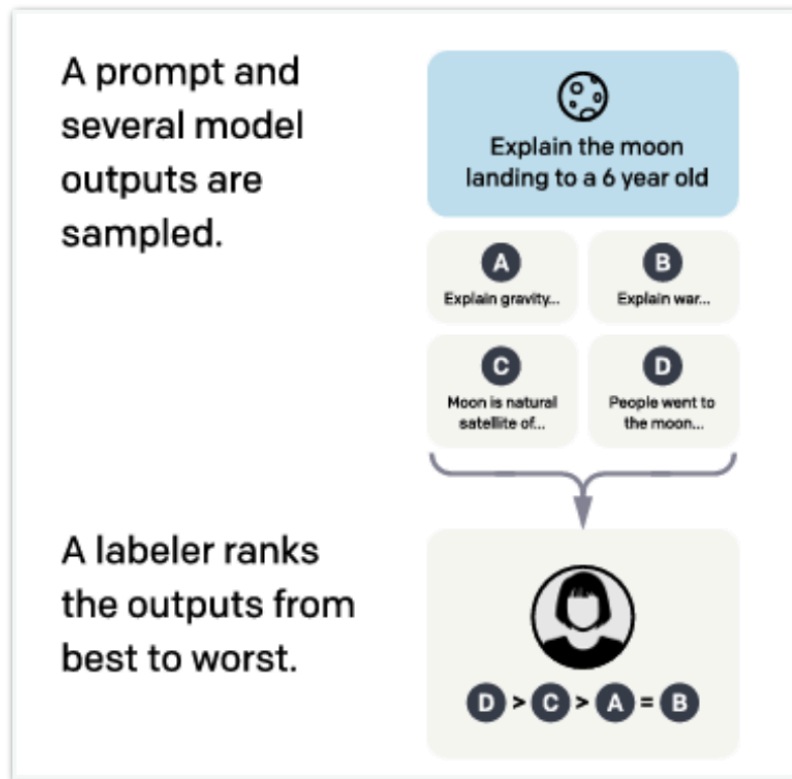 A prompt and
several model
outputs are
sampled.
Explain the moon
landing to a 6 year old
A
Explain gravity...
B
Explain war...
C
Moon is natural
satellite of...
D
People went to
the moon...
A labeler ranks
the outputs from
best to worst.
D > C > A = B